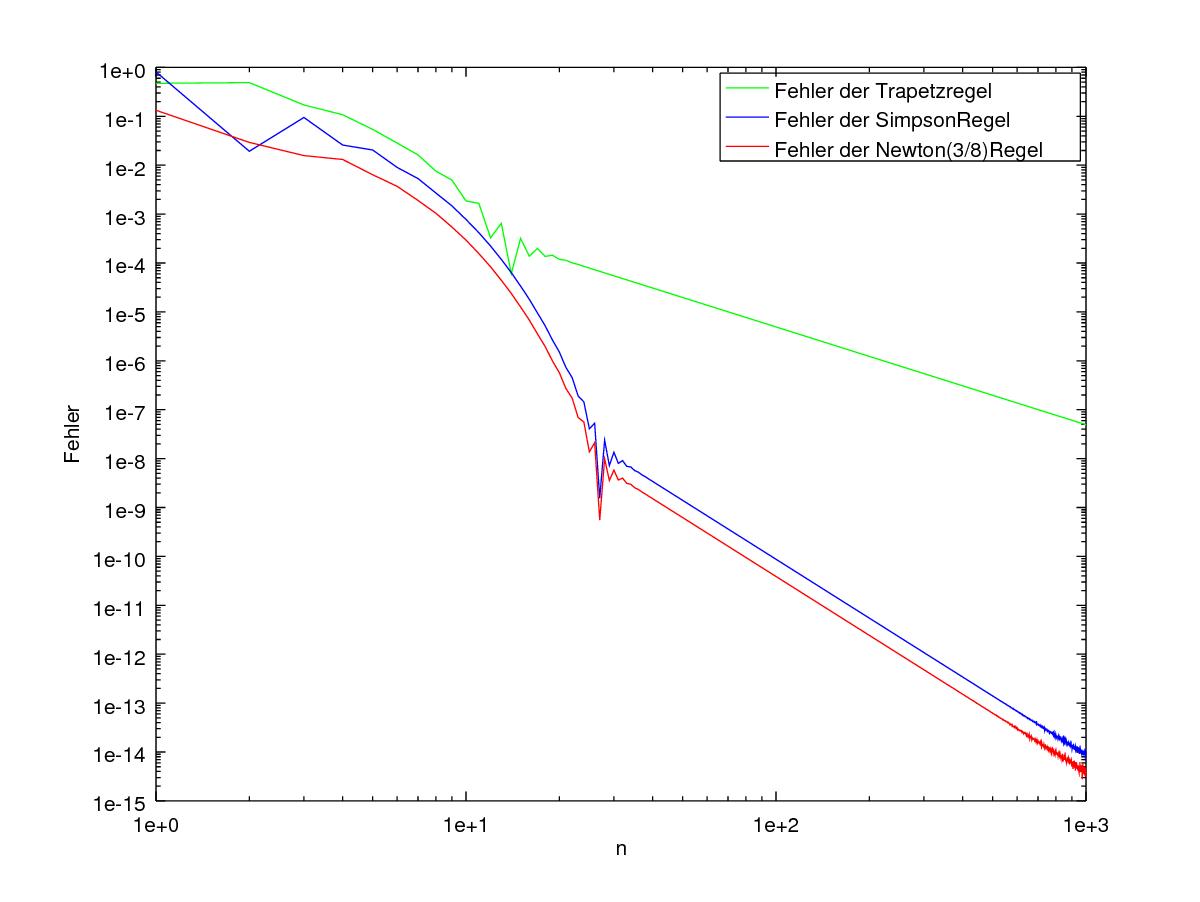 1e+0
Fehler der Trapetzregel
Fehler der SimpsonRegel
Fehler der Newton(3/8)Regel
1e-1
1e-2
1e-3
1e-4
1e-5
1e-6
1e-7
1e-8
1e-9
1e-10
1e-11
1e-12
1e-13
1e-14
1e-15
Fehler
1e+0 1e+1 1e+2 1e+3
n